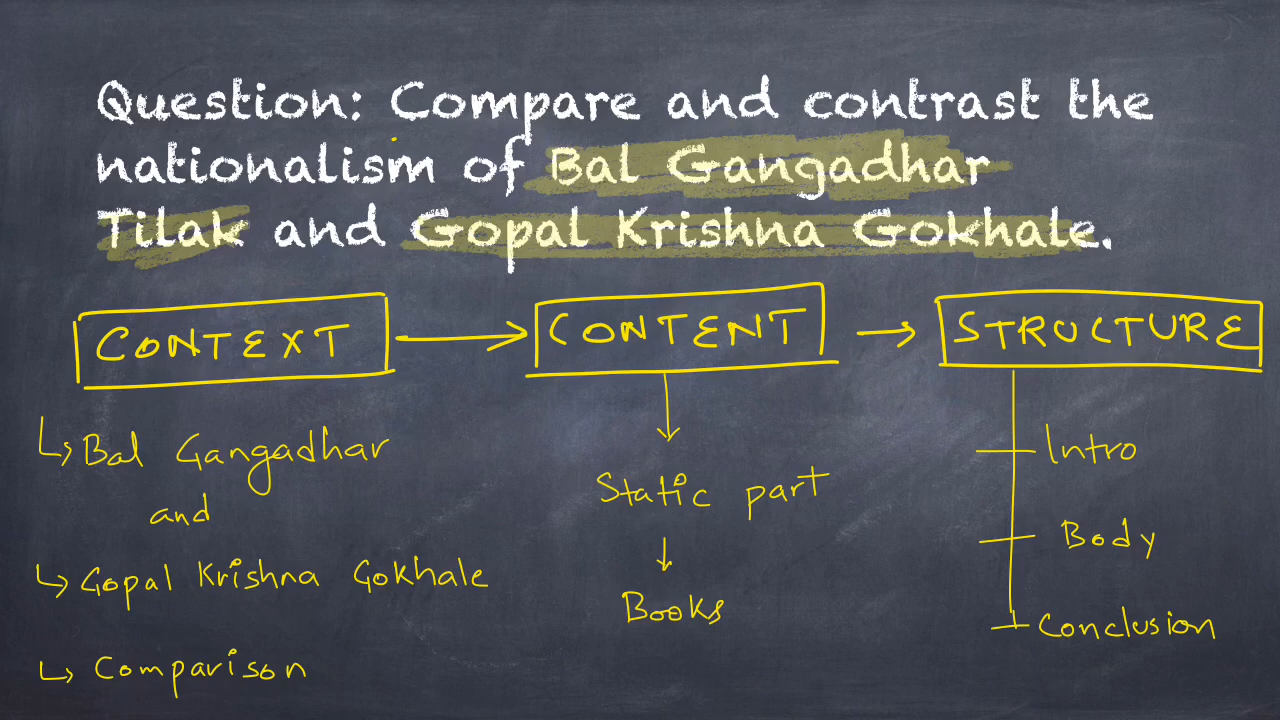 Question: Compare and contrast the
nationalism of Bal Gangadhar
Tilak and Gopal Krishna Gokhale.
CONTEXT
CONTENT
STRUCTURE
Bal Gangadhar
and
Gopal Krishna Gokhale
Comparison
Static part
Books
Intro
Body
Conclusion